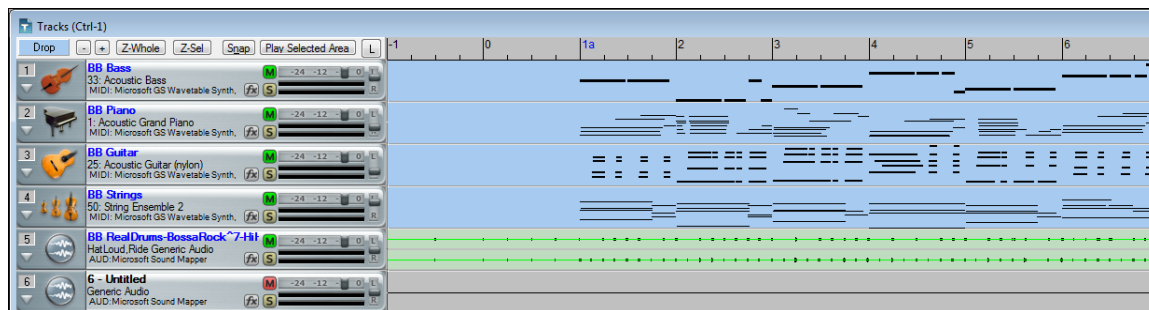 Tracks (Ctrl-1)
Drop - + Z-Whole Z-Sel Snap Play Selected Area L -1 0 1a 2 3 4 5 6
1 BB Bass M -24 -12 - 0 L
33: Acoustic Bass
MIDI: Microsoft GS Wavetable Synth, fx S R
2 BB Piano M -24 -12 - 0 L
1: Acoustic Grand Piano
MIDI: Microsoft GS Wavetable Synth, fx S R
3 BB Guitar M -24 -12 - 0 L
25: Acoustic Guitar (nylon)
MIDI: Microsoft GS Wavetable Synth, fx S R
4 BB Strings M -24 -12 - 0 L
50: String Ensemble 2
MIDI: Microsoft GS Wavetable Synth, fx S R
5 BB RealDrums-BossaRock^7-Hil M -24 -12 - 0 L
HatLoud,Ride Generic Audio
AUD:Microsoft Sound Mapper fx S R
6 6 - Untitled M -24 -12 - 0 L
Generic Audio
AUD:Microsoft Sound Mapper fx S R